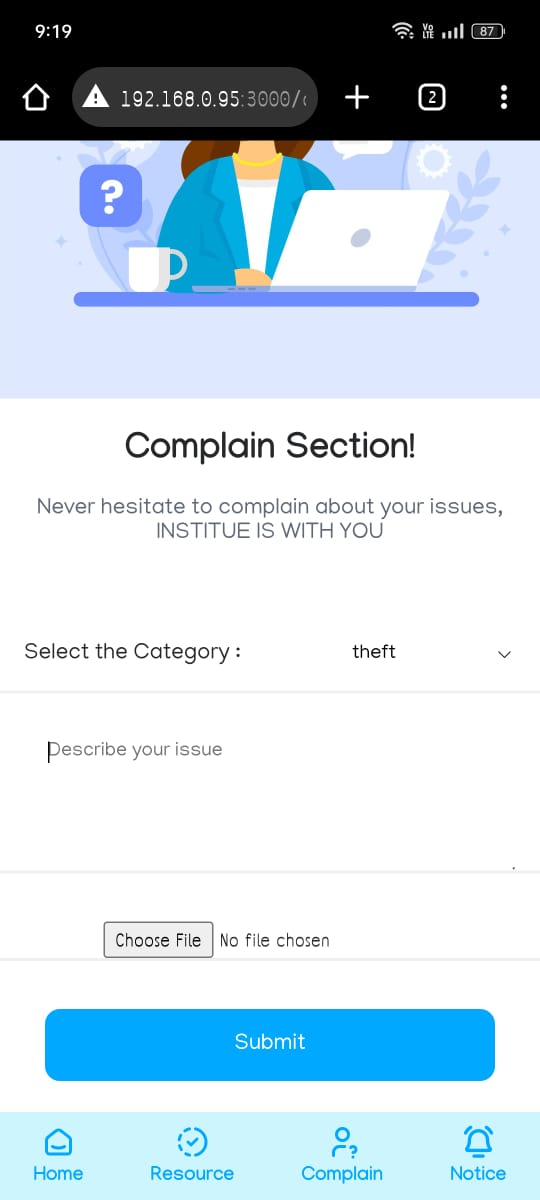 9:19
Vo
LTE
87
192.168.0.95:3000/
2
?
Complain Section!
Never hesitate to complain about your issues,
INSTITUE IS WITH YOU
Select the Category :
theft
Describe your issue
Choose File No file chosen
Submit
Home Resource Complain Notice